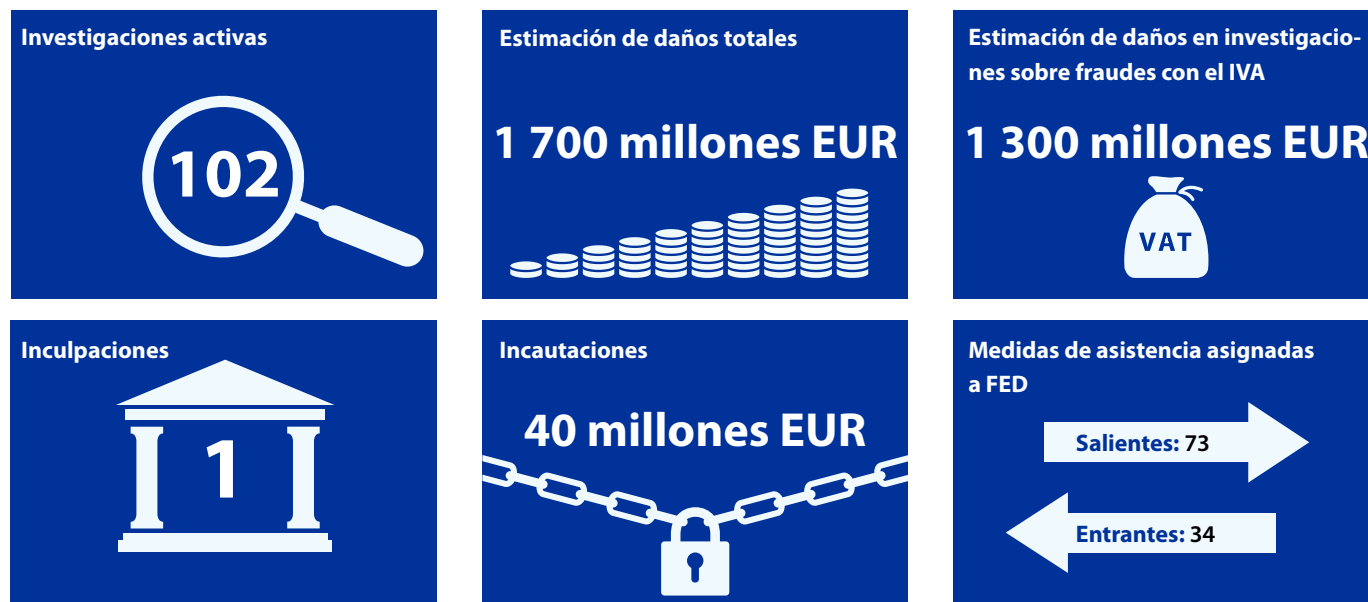 Investigaciones activas
102
Estimación de daños totales
1 700 millones EUR
Estimación de daños en investigacio-
nes sobre fraudes con el IVA
1 300 millones EUR
VAT
Inculpaciones
1
Incautaciones
40 millones EUR
Medidas de asistencia asignadas
a FED
Salientes: 73
Entrantes: 34